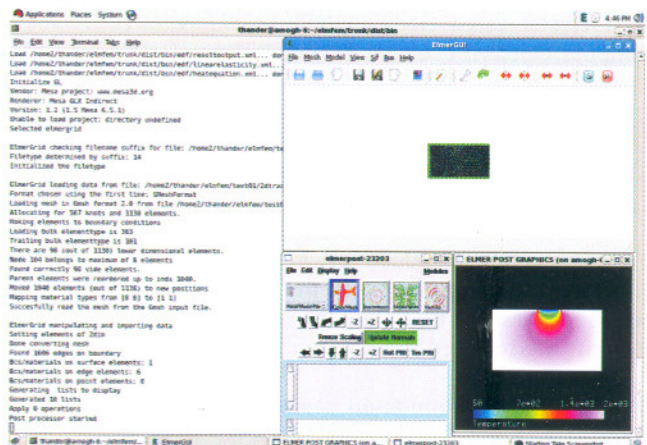 Applications Places System
4:46 PM
thander@amogh-6:~/elmfem/trunk/dist/bin
File Edit View Terminal Tabs Help
Load /home2/thander/elmfem/trunk/dist/bin/edf/resultoutput.xml... done
Load /home2/thander/elmfem/trunk/dist/bin/edf/linearelasticity.xml...
Load /home2/thander/elmfem/trunk/dist/bin/edf/heatequation.xml...
Initialize GL
Vendor: Mesa project: www.mesa3d.org
Renderer: Mesa GLX Indirect
Version: 1.2 (1.5 Mesa 6.5.1)
Unable to load project: directory undefined
Selected elmergrid
ElmerGrid checking filename suffix for file: /home2/thander/elmfem/te
Filetype determined by suffix: 14
Initialized the filetype
ElmerGrid loading data from file: /home2/thander/elmfem/test01/2dtra
Format chosen using the first line: $MeshFormat
Loading mesh in Gmsh format 2.0 from file /home2/thander/elmfem/test
Allocating for 567 knots and 1130 elements.
Making elements to boundary conditions
Leading bulk elementtype is 303
Trailing bulk elementtype is 303
There are 90 (out of 1130) lower dimensional elements.
Node 104 belongs to maximum of 8 elements
Found correctly 90 side elements.
Parent elements were reordered up to indx 1040.
Moved 1040 elements (out of 1130) to new positions
Mapping material types from [6 6] to [1 1]
Succesfully read the mesh from the Gmsh input file.
ElmerGrid manipulating and importing data
Setting elements of 2dim
Done converting mesh
Found 1606 edges on boundary
Bcs/materials on surface elements: 1
Bcs/materials on edge elements: 6
Bcs/materials on point elements: 0
Generating lists to display
Generated 10 lists
Apply 0 operations
Post processor started
ElmerGUI
File Mesh Model View Sif Run Help
elmerpost-23203
File Edit Display Help Modules
RESET
Freeze Scaling Update Normals
Rot PRI Trn PRI
ELMER POST GRAPHICS (on amogh-6
50 7e+02 1.4e+03 2e+03
Temperature
thander@amogh-6:~/elmfem/... ElmerGUI ELMER POST GRAPHICS (on a... elmerpost-23203 Starting Take Screenshot